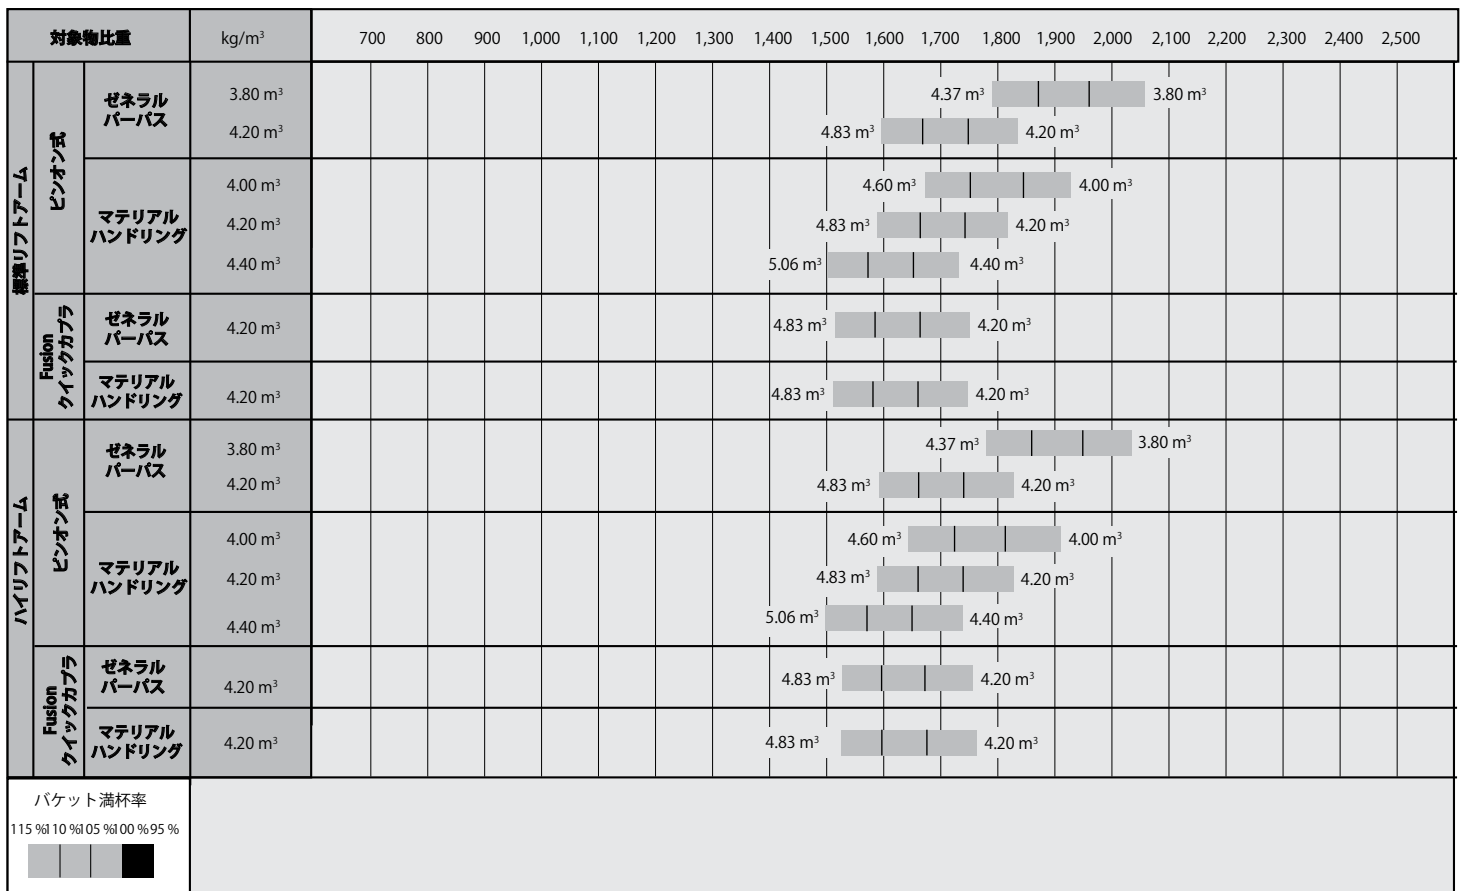 対象物比重 kg/m³ 700 800 900 1,000 1,100 1,200 1,300 1,400 1,500 1,600 1,700 1,800 1,900 2,000 2,100 2,200 2,300 2,400 2,500
標準リフトアーム
ピンオン式
ゼネラル
パーパス
3.80 m³ 4.37 m³ 3.80 m³
4.20 m³ 4.83 m³ 4.20 m³
マテリアル
ハンドリング
4.00 m³ 4.60 m³ 4.00 m³
4.20 m³ 4.83 m³ 4.20 m³
4.40 m³ 5.06 m³ 4.40 m³
Fusion
クイックカプラ
ゼネラル
パーパス
4.20 m³ 4.83 m³ 4.20 m³
マテリアル
ハンドリング
4.20 m³ 4.83 m³ 4.20 m³
ハイリフトアーム
ピンオン式
ゼネラル
パーパス
3.80 m³ 4.37 m³ 3.80 m³
4.20 m³ 4.83 m³ 4.20 m³
マテリアル
ハンドリング
4.00 m³ 4.60 m³ 4.00 m³
4.20 m³ 4.83 m³ 4.20 m³
4.40 m³ 5.06 m³ 4.40 m³
Fusion
クイックカプラ
ゼネラル
パーパス
4.20 m³ 4.83 m³ 4.20 m³
マテリアル
ハンドリング
4.20 m³ 4.83 m³ 4.20 m³
バケット満杯率
115 % 110 % 105 % 100 % 95 %